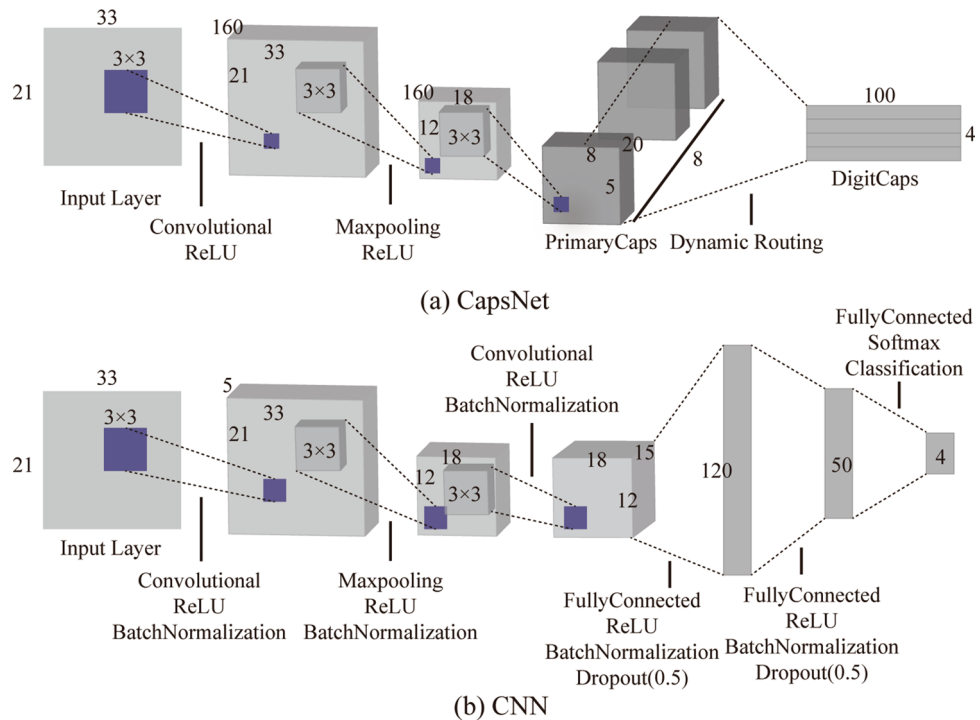 33
160
33
3×3
21
21
3×3
160
18
12
3×3
8
20
5
8
100
4
Input Layer
Convolutional
ReLU
Maxpooling
ReLU
PrimaryCaps
Dynamic Routing
DigitCaps
(a) CapsNet
33
5
33
3×3
21
21
3×3
18
12
3×3
Convolutional
ReLU
BatchNormalization
18
15
12
120
50
4
FullyConnected
Softmax
Classification
Input Layer
Convolutional
ReLU
BatchNormalization
Maxpooling
ReLU
BatchNormalization
FullyConnected
ReLU
BatchNormalization
Dropout(0.5)
FullyConnected
ReLU
BatchNormalization
Dropout(0.5)
(b) CNN